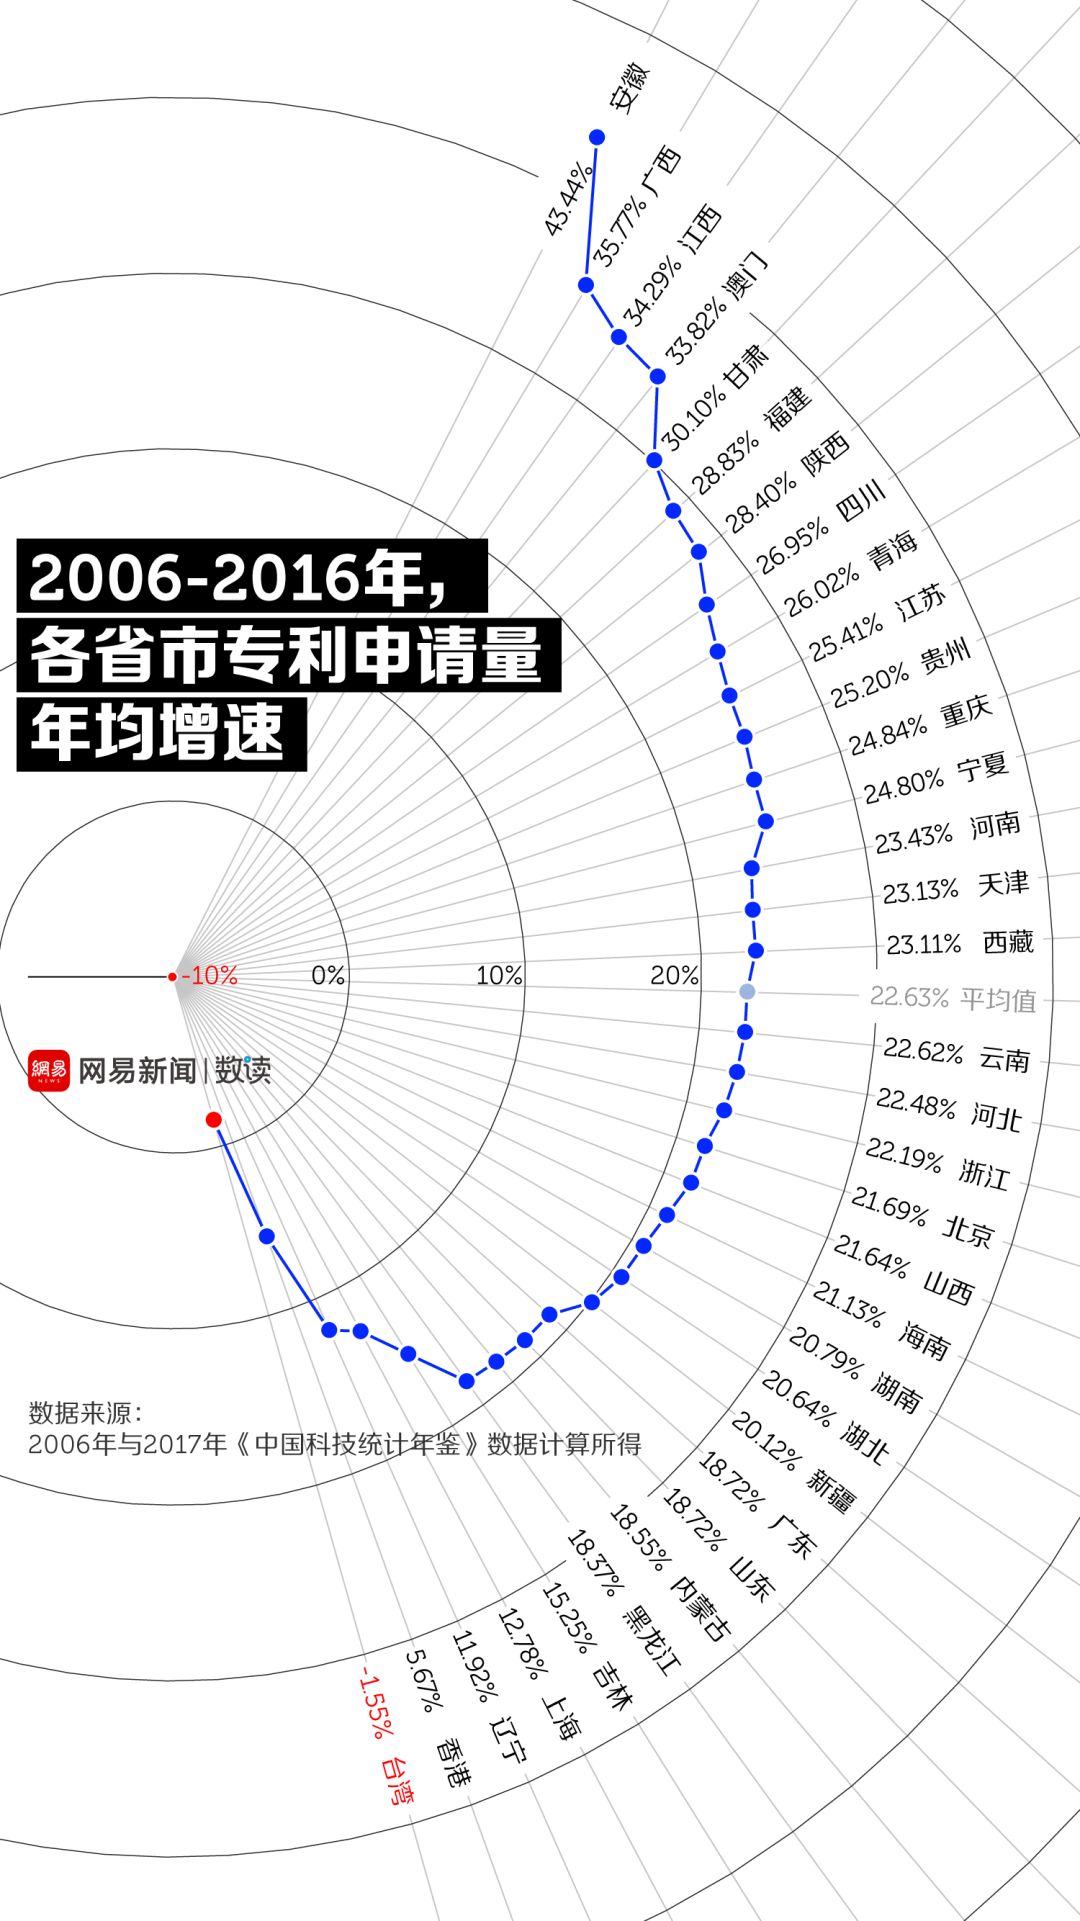 2006-2016年，
各省市专利申请量
年均增速
43.44% 安徽
35.77% 广西
34.29% 江西
33.82% 澳门
30.10% 甘肃
28.83% 福建
28.40% 陕西
26.95% 四川
26.02% 青海
25.41% 江苏
25.20% 贵州
24.84% 重庆
24.80% 宁夏
23.43% 河南
23.13% 天津
23.11% 西藏
-10% 0% 10% 20%
22.63% 平均值
22.62% 云南
22.48% 河北
22.19% 浙江
21.69% 北京
21.64% 山西
21.13% 海南
20.79% 湖南
20.64% 湖北
20.12% 新疆
18.72% 广东
18.72% 山东
18.55% 内蒙古
18.37% 黑龙江
15.25% 吉林
12.78% 上海
11.92% 辽宁
5.67% 香港
-1.55% 台湾
網易
NEWS
网易新闻|数读
数据来源：
2006年与2017年《中国科技统计年鉴》数据计算所得